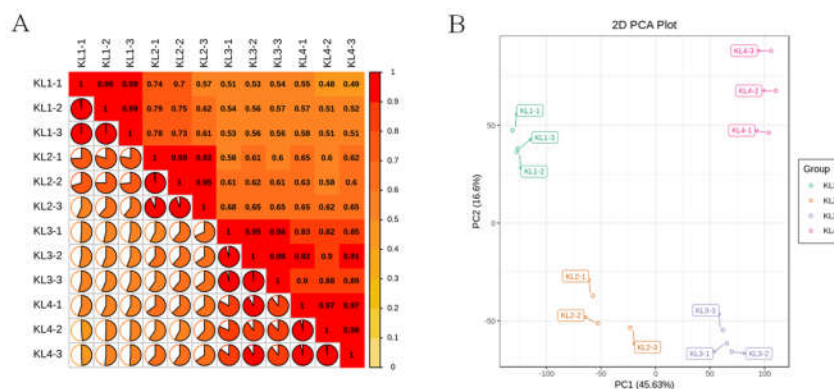 A
KL1-1 KL1-2 KL1-3 KL2-1 KL2-2 KL2-3 KL3-1 KL3-2 KL3-3 KL4-1 KL4-2 KL4-3
KL1-1 1 0.98 0.99 0.74 0.7 0.57 0.51 0.53 0.54 0.55 0.48 0.49
KL1-2 1 0.99 0.79 0.75 0.62 0.54 0.56 0.57 0.57 0.51 0.52
KL1-3 1 0.78 0.73 0.61 0.53 0.56 0.56 0.58 0.51 0.51
KL2-1 1 0.99 0.92 0.58 0.61 0.6 0.65 0.6 0.62
KL2-2 1 0.95 0.61 0.62 0.61 0.63 0.58 0.6
KL2-3 1 0.68 0.65 0.65 0.65 0.62 0.65
KL3-1 1 0.95 0.96 0.83 0.82 0.85
KL3-2 1 0.92 0.9 0.91
KL3-3 1 0.9 0.88 0.89
KL4-1 1 0.97 0.97
KL4-2 1
KL4-3 1
1
0.9
0.8
0.7
0.6
0.5
0.4
0.3
0.2
0.1
0
B
2D PCA Plot
KL4-3
KL4-2
KL4-1
KL1-1
KL1-3
KL1-2
KL2-1
KL2-2
KL2-3
KL3-3
KL3-1
KL3-2
50
0
-50
-100
-50
0
50
100
PC2 (16.6%)
PC1 (45.63%)
Group
KL
KL
KL
KL